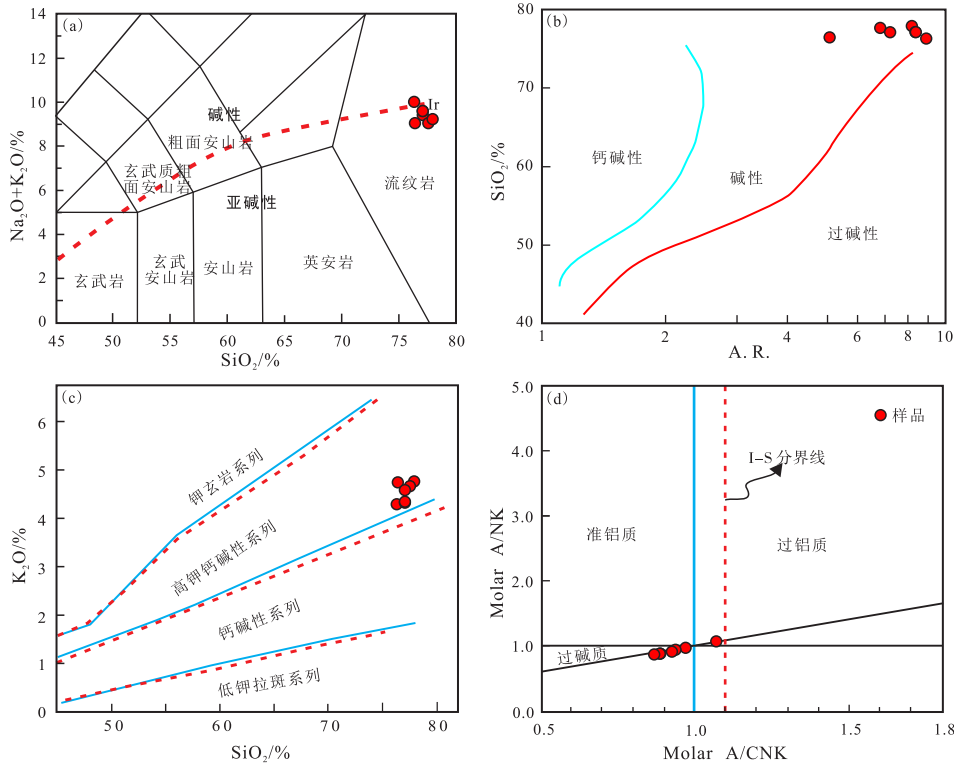 (a)
14
12
10
8
6
4
2
0
Na₂O+K₂O/%
碱性
Ir
粗面安山岩
玄武质粗
面安山岩
亚碱性
流纹岩
玄武岩
玄武
安山岩
安山岩
英安岩
45
50
55
60
65
70
75
80
SiO₂/%
(b)
80
70
60
50
40
SiO₂/%
钙碱性
碱性
过碱性
1
2
4
6
8
10
A. R.
(c)
6
5
4
3
2
1
0
K₂O/%
钾玄岩系列
高钾钙碱性系列
钙碱性系列
低钾拉斑系列
50
60
70
80
SiO₂/%
(d)
5.0
4.0
3.0
2.0
1.0
0.0
Molar A/NK
样品
I–S分界线
准铝质
过铝质
过碱质
0.5
1.0
1.5
1.8
Molar A/CNK